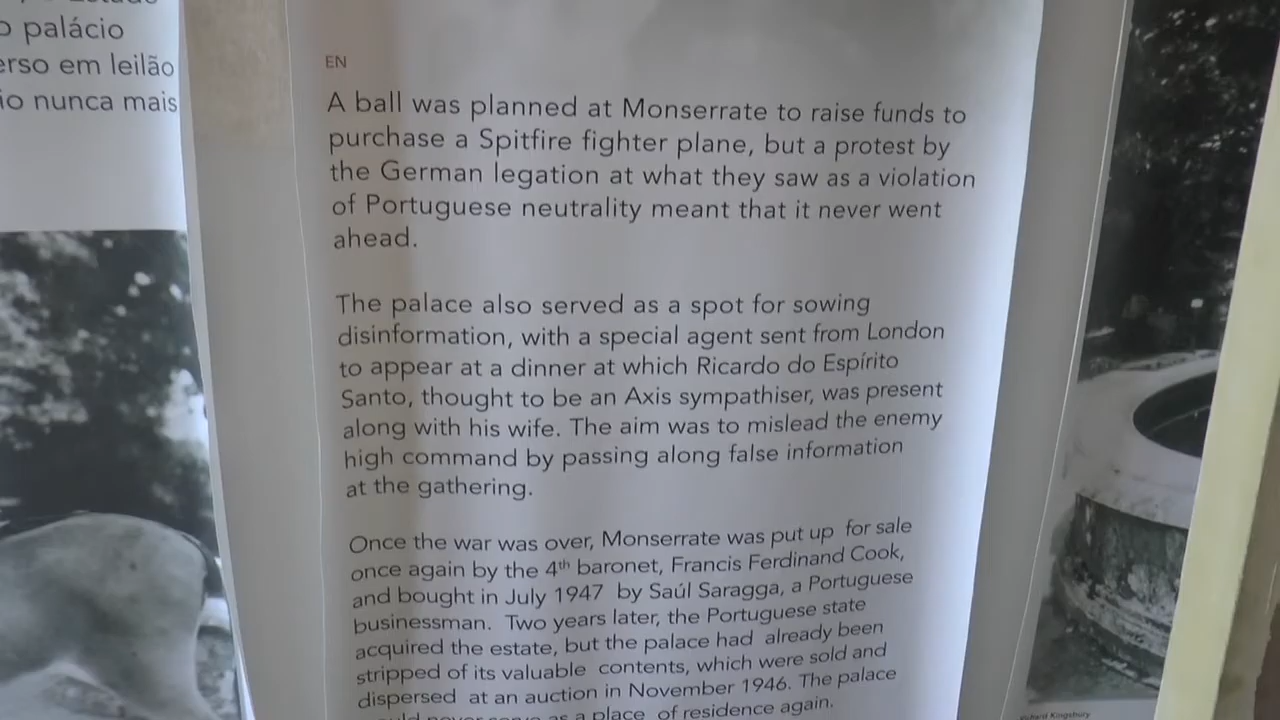 palácio
em leilão
nunca mais
EN
A ball was planned at Monserrate to raise funds to
purchase a Spitfire fighter plane, but a protest by
the German legation at what they saw as a violation
of Portuguese neutrality meant that it never went
ahead.
The palace also served as a spot for sowing
disinformation, with a special agent sent from London
to appear at a dinner at which Ricardo do Espírito
Santo, thought to be an Axis sympathiser, was present
along with his wife. The aim was to mislead the enemy
high command by passing along false information
at the gathering.
Once the war was over, Monserrate was put up for sale
once again by the 4th baronet, Francis Ferdinand Cook,
and bought in July 1947 by Saúl Saragga, a Portuguese
businessman. Two years later, the Portuguese state
acquired the estate, but the palace had already been
stripped of its valuable contents, which were sold and
dispersed at an auction in November 1946. The palace
never serve as a place of residence again.
Kingsbury